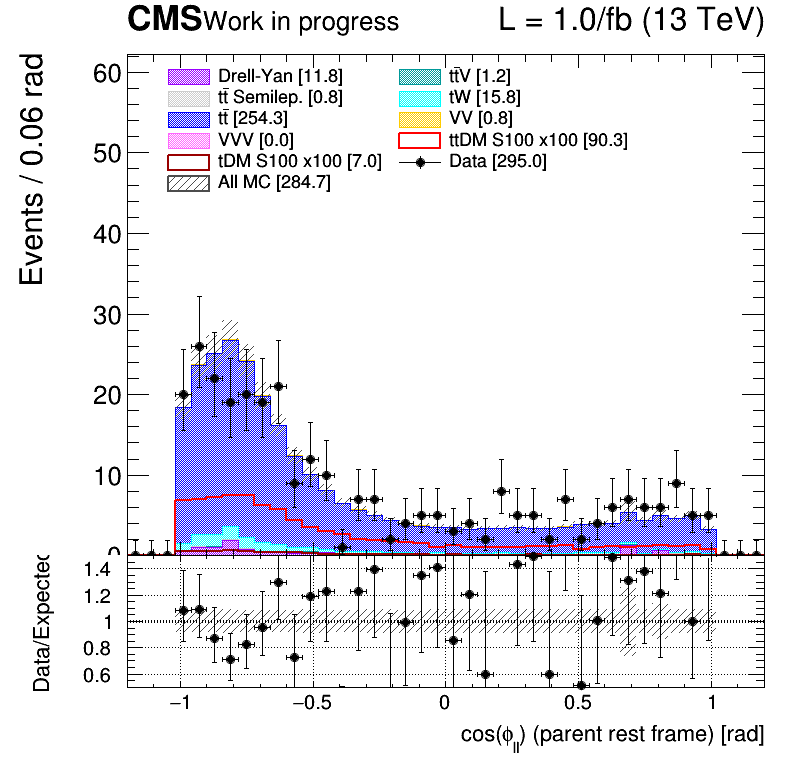 CMS Work in progress L = 1.0/fb (13 TeV)
Events / 0.06 rad
60
50
40
30
20
10
0
Drell-Yan [11.8] tt̄V [1.2]
tt̄ Semilep. [0.8] tW [15.8]
tt̄ [254.3] VV [0.8]
VVV [0.0] ttDM S100 x100 [90.3]
tDM S100 x100 [7.0] Data [295.0]
All MC [284.7]
Data/Expected
1.4
1.2
1
0.8
0.6
−1 −0.5 0 0.5 1
cos(ϕ_ll) (parent rest frame) [rad]